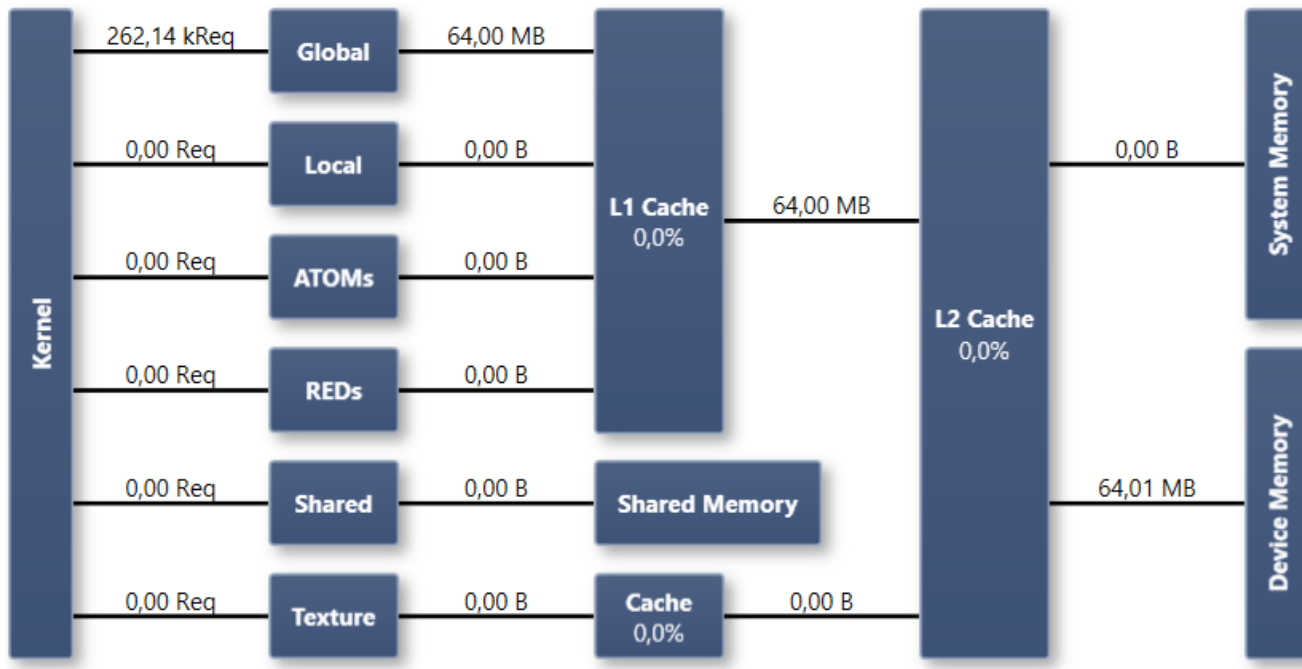 Kernel
262,14 kReq
Global
64,00 MB
0,00 Req
Local
0,00 B
0,00 Req
ATOMs
0,00 B
0,00 Req
REDs
0,00 B
0,00 Req
Shared
0,00 B
0,00 Req
Texture
0,00 B
L1 Cache
0,0%
64,00 MB
Shared Memory
Cache
0,0%
0,00 B
L2 Cache
0,0%
0,00 B
System Memory
64,01 MB
Device Memory